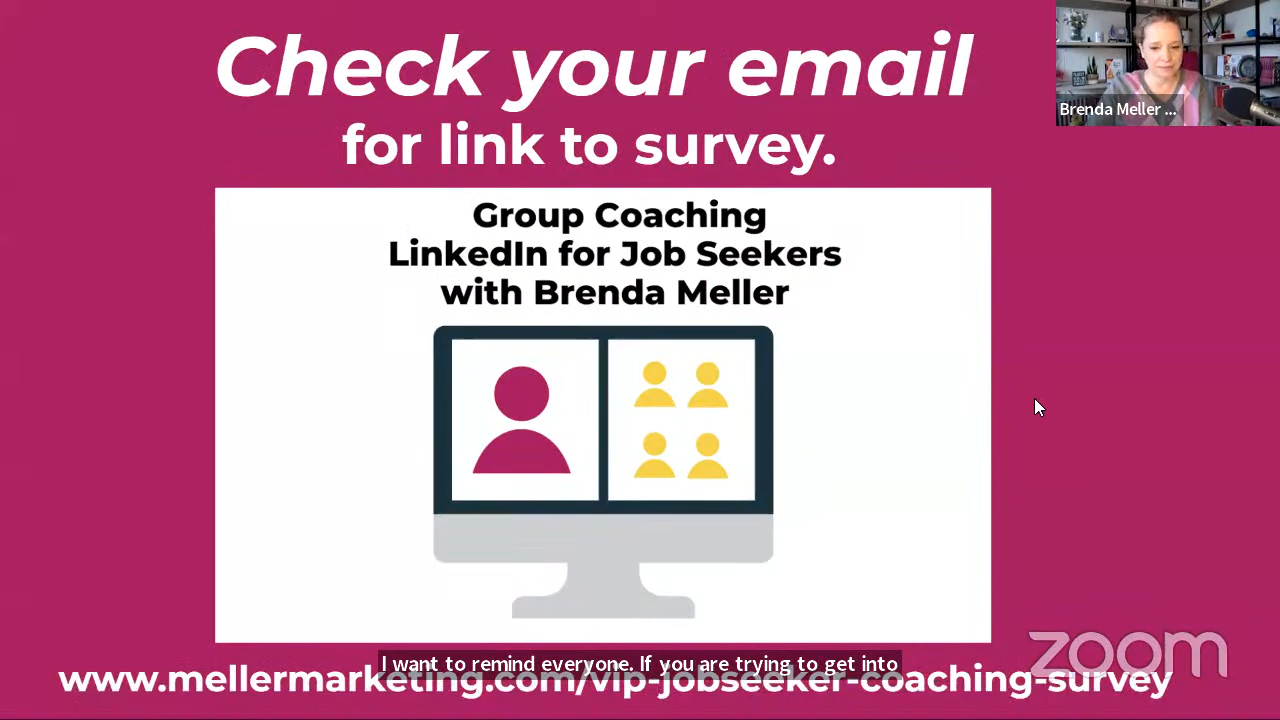 Check your email
for link to survey.
Brenda Meller ...
Group Coaching
LinkedIn for Job Seekers
with Brenda Meller
I want to remind everyone. If you are trying to get into
www.mellermarketing.com/vip-jobseeker-coaching-survey
zoom